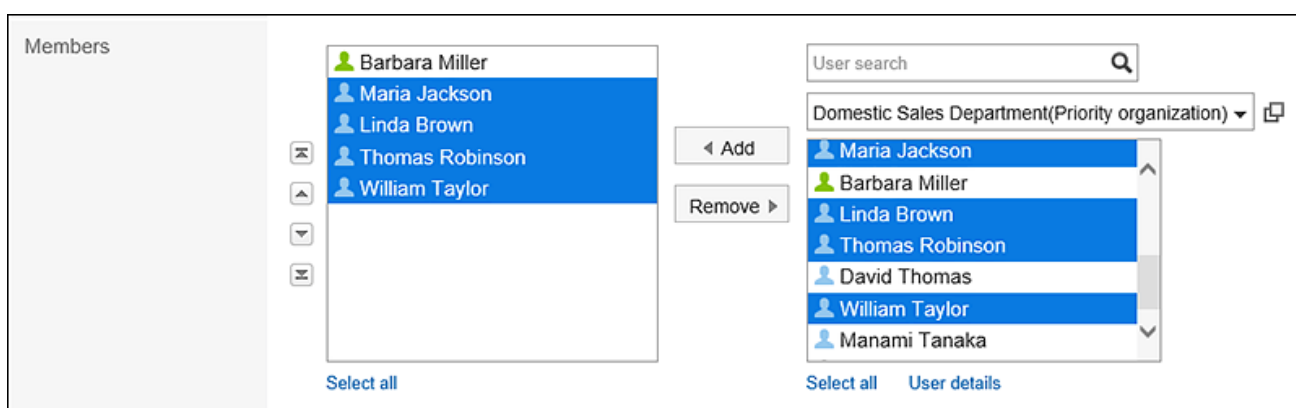 Members
Barbara Miller
Maria Jackson
Linda Brown
Thomas Robinson
William Taylor
Select all
Add
Remove
User search
Domestic Sales Department(Priority organization)
Maria Jackson
Barbara Miller
Linda Brown
Thomas Robinson
David Thomas
William Taylor
Manami Tanaka
Select all User details